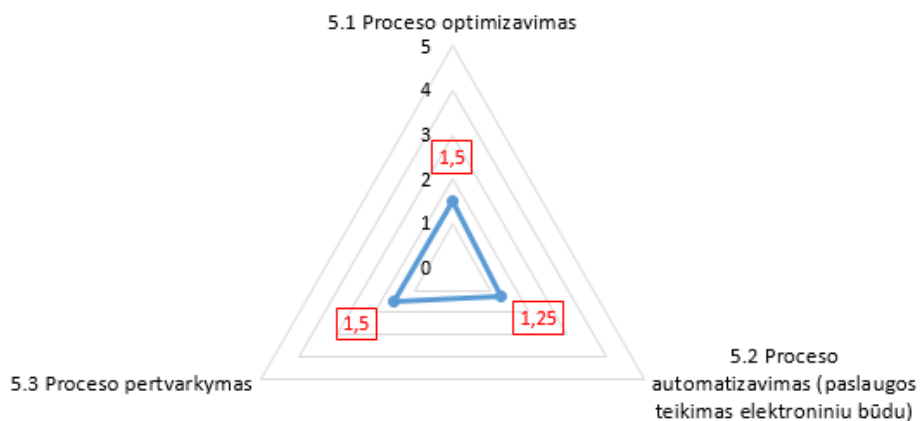 5.1 Proceso optimizavimas
5
4
3
1,5
2
1
0
1,5
1,25
5.2 Proceso
5.3 Proceso pertvarkymas
automatizavimas (paslaugos
teikimas elektroniniu būdu)